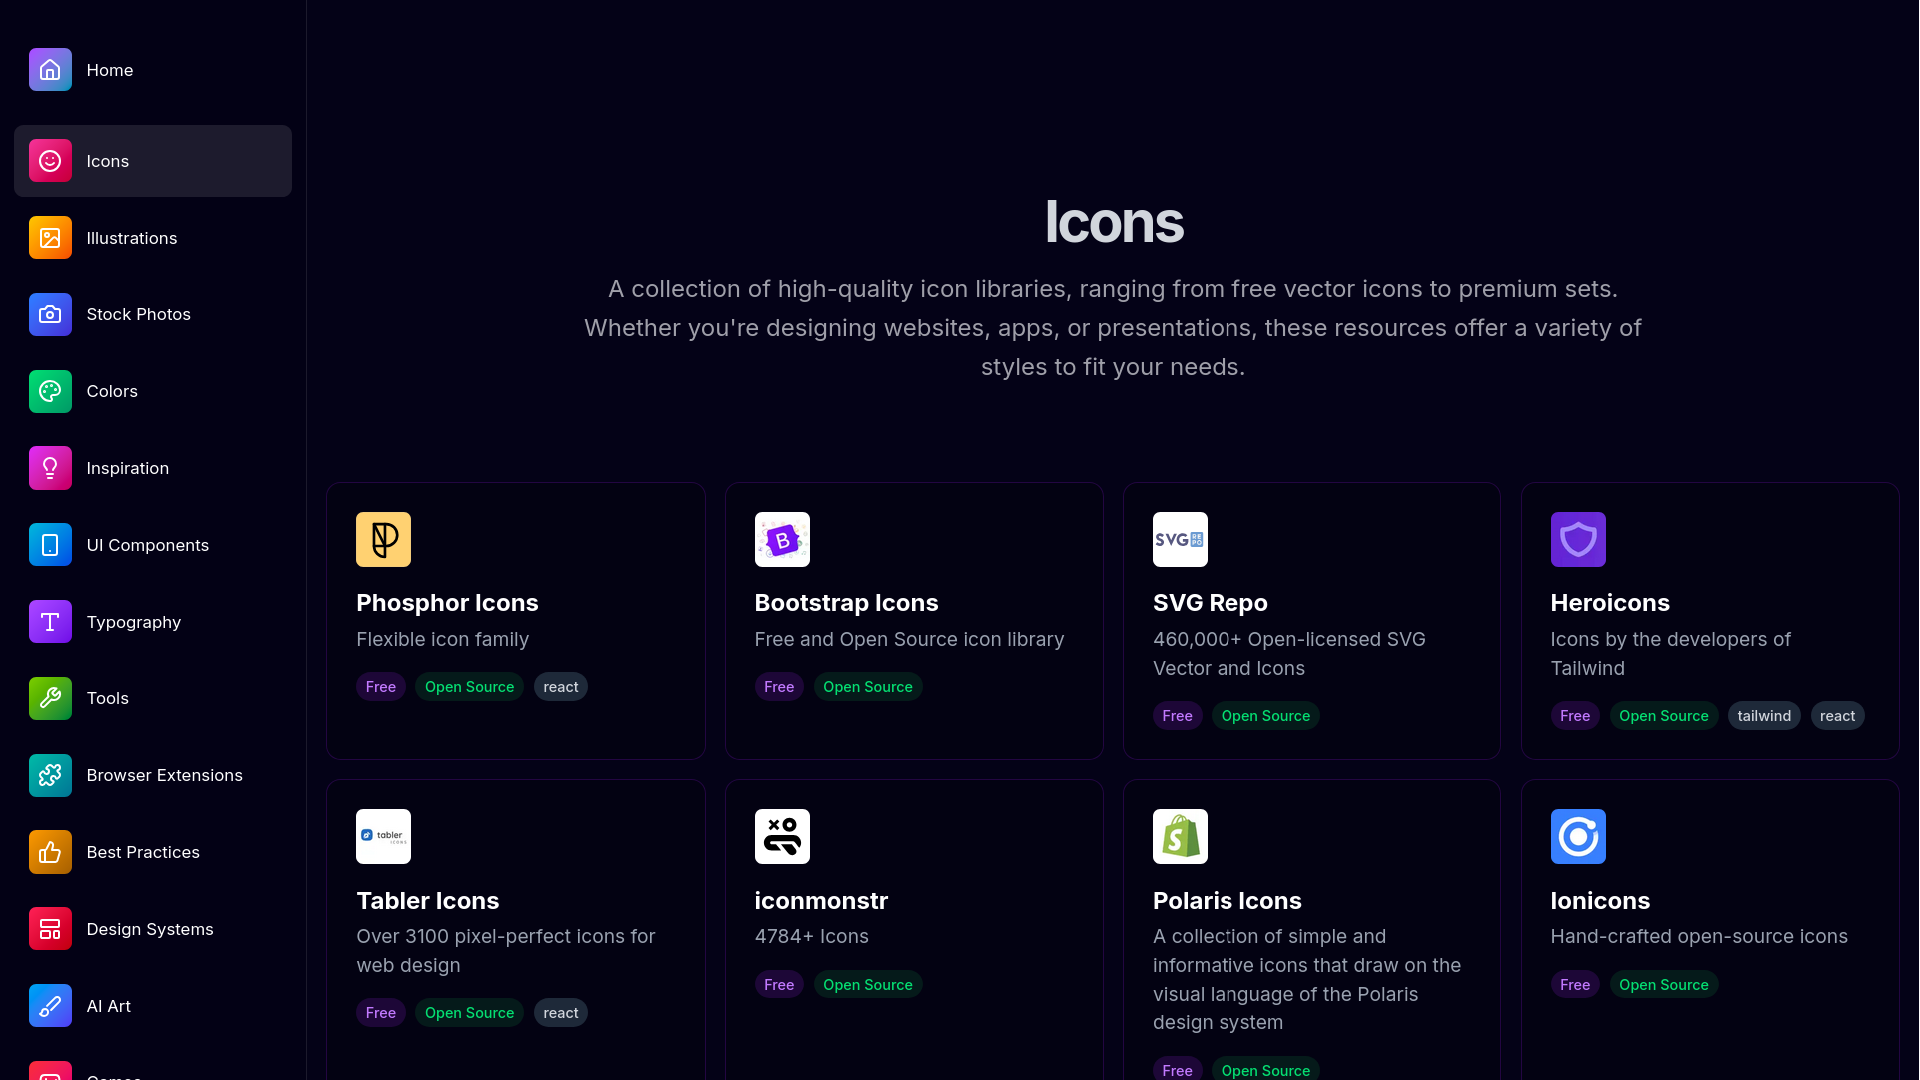 Home
Icons
Illustrations
Stock Photos
Colors
Inspiration
UI Components
Typography
Tools
Browser Extensions
Best Practices
Design Systems
AI Art
Icons
A collection of high-quality icon libraries, ranging from free vector icons to premium sets.
Whether you're designing websites, apps, or presentations, these resources offer a variety of
styles to fit your needs.
Phosphor Icons
Flexible icon family
Free Open Source react
B
Bootstrap Icons
Free and Open Source icon library
Free Open Source
SVG REPO
SVG Repo
460,000+ Open-licensed SVG
Vector and Icons
Free Open Source
Heroicons
Icons by the developers of
Tailwind
Free Open Source tailwind react
tabler
ICONS
Tabler Icons
Over 3100 pixel-perfect icons for
web design
Free Open Source react
iconmonstr
4784+ Icons
Free Open Source
Polaris Icons
A collection of simple and
informative icons that draw on the
visual language of the Polaris
design system
Free Open Source
Ionicons
Hand-crafted open-source icons
Free Open Source